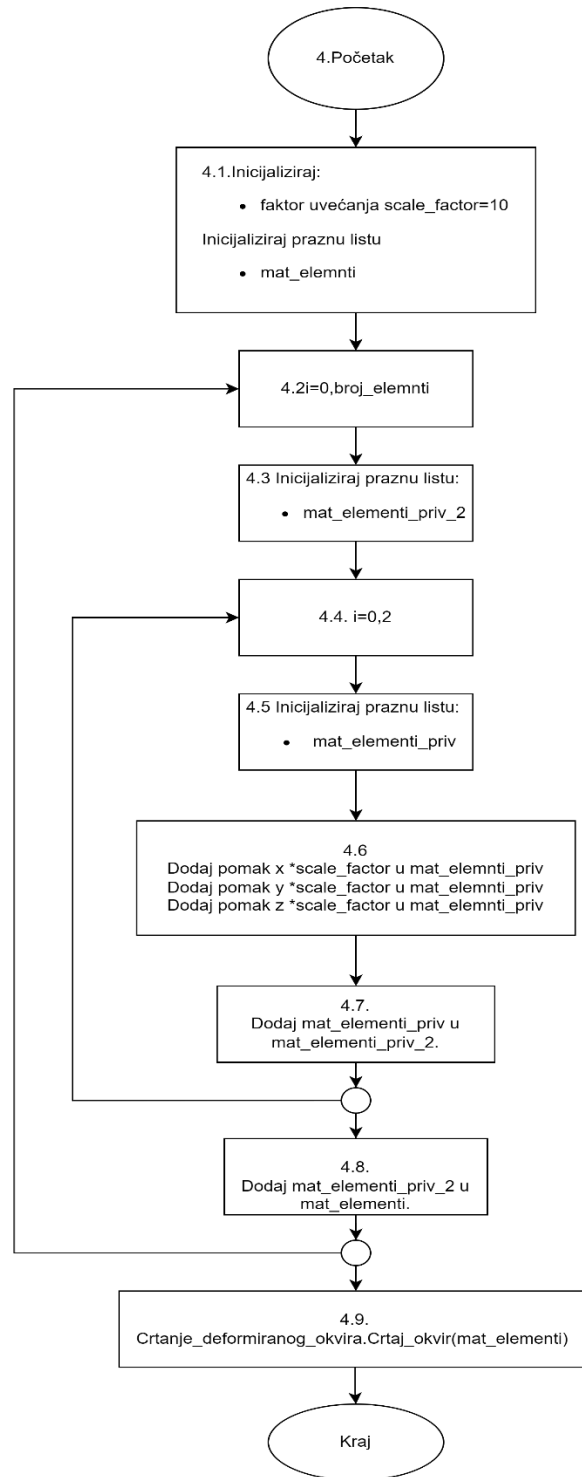 4.Početak
4.1.Inicijaliziraj:
• faktor uvećanja scale_factor=10
Inicijaliziraj praznu listu
• mat_elemnti
4.2i=0,broj_elemnti
4.3 Inicijaliziraj praznu listu:
• mat_elementi_priv_2
4.4. i=0,2
4.5 Inicijaliziraj praznu listu:
• mat_elementi_priv
4.6
Dodaj pomak x *scale_factor u mat_elemnti_priv
Dodaj pomak y *scale_factor u mat_elemnti_priv
Dodaj pomak z *scale_factor u mat_elemnti_priv
4.7.
Dodaj mat_elementi_priv u
mat_elementi_priv_2.
4.8.
Dodaj mat_elementi_priv_2 u
mat_elementi.
4.9.
Crtanje_deformiranog_okvira.Crtaj_okvir(mat_elementi)
Kraj